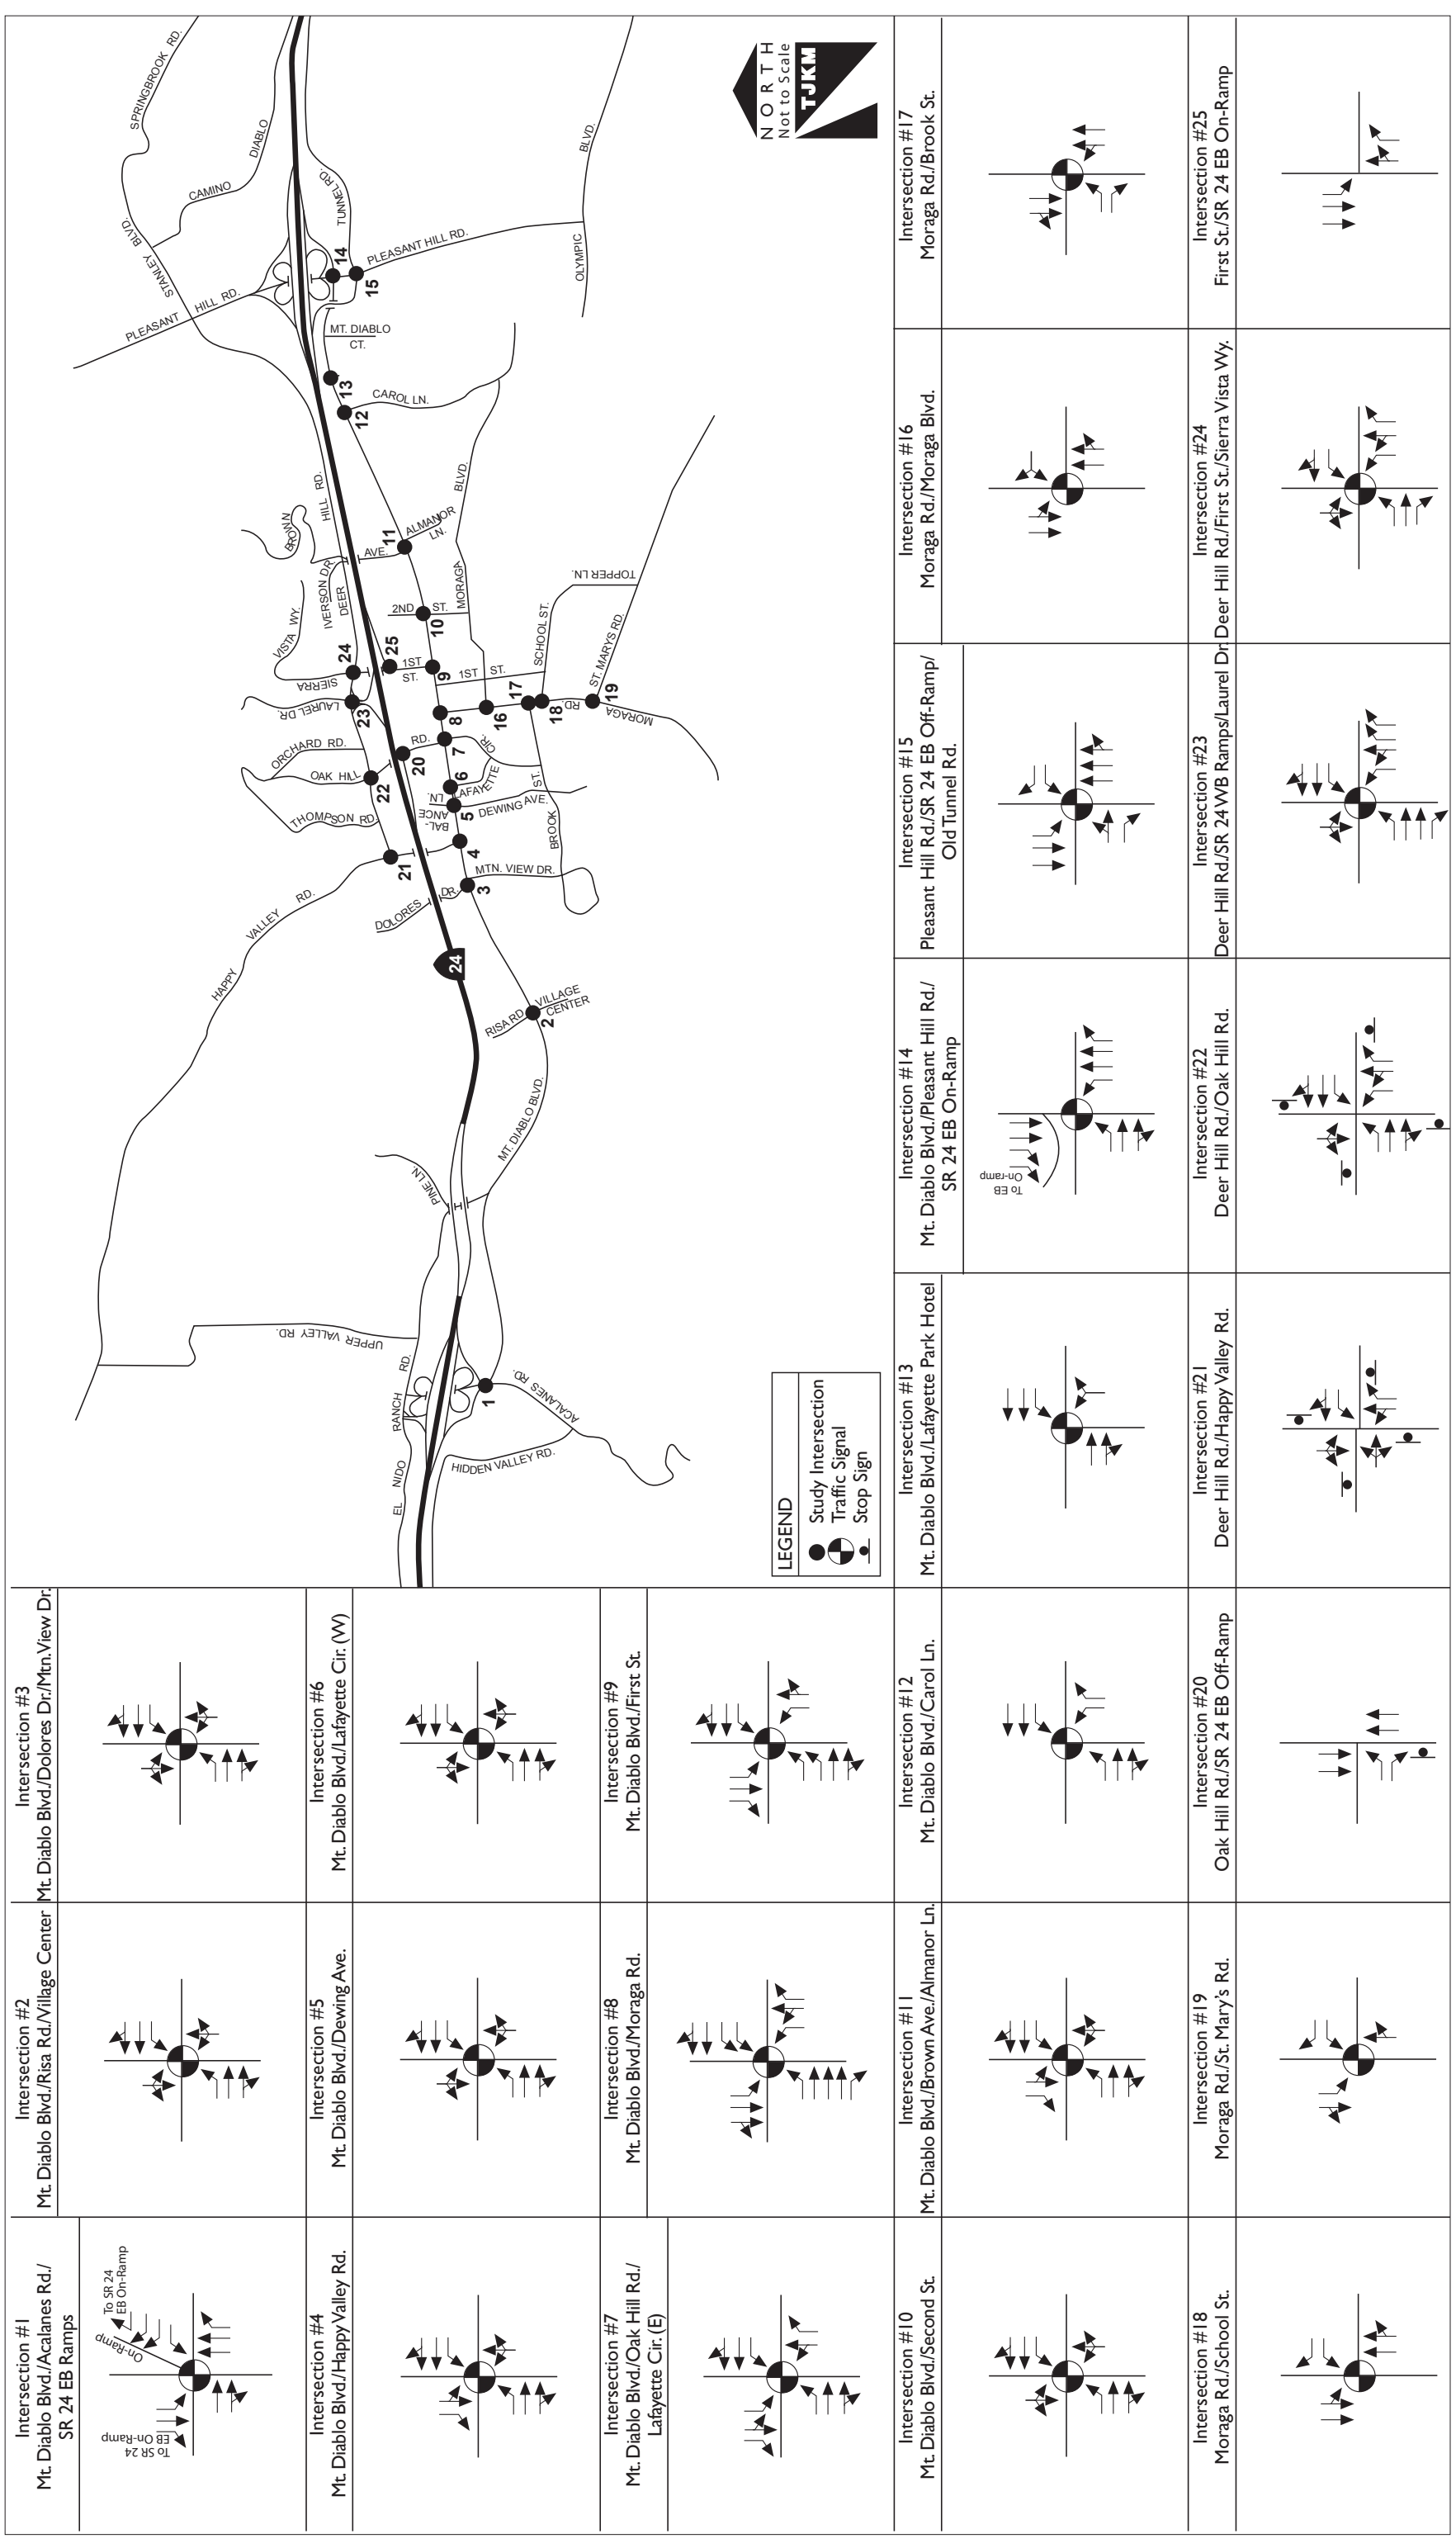 Intersection #1
Mt. Diablo Blvd./Acalanes Rd./
SR 24 EB Ramps
To SR 24
EB On-Ramp
On-Ramp
To SR 24
EB On-Ramp
Intersection #2
Mt. Diablo Blvd./Risa Rd./Village Center
Intersection #3
Mt. Diablo Blvd./Dolores Dr./Mtn.View Dr.
Intersection #4
Mt. Diablo Blvd./Happy Valley Rd.
Intersection #5
Mt. Diablo Blvd./Dewing Ave.
Intersection #6
Mt. Diablo Blvd./Lafayette Cir. (W)
Intersection #7
Mt. Diablo Blvd./Oak Hill Rd./
Lafayette Cir. (E)
Intersection #8
Mt. Diablo Blvd./Moraga Rd.
Intersection #9
Mt. Diablo Blvd./First St.
EL NIDO
RANCH RD.
UPPER VALLEY RD.
HIDDEN VALLEY RD.
ACALANES RD.
1
PINE LN.
MT. DIABLO BLVD.
HAPPY
VALLEY
RD.
RISA RD.
VILLAGE
CENTER
2
24
DOLORES
DR.
3
MTN. VIEW DR.
21
4
THOMPSON RD.
BAL-
ANCE
LN.
5
DEWING AVE.
OAK HILL
ORCHARD RD.
22
20
RD.
6
LAFAYETTE
CIR.
7
BROOK
ST.
LAUREL DR.
23
8
SIERRA
VISTA WY.
24
25
1ST
ST.
9
1ST ST.
16
17
18
RD.
19
MORAGA
ST. MARYS RD.
SCHOOL ST.
TOPPER LN.
2ND ST.
10
MORAGA
BLVD.
IVERSON DR.
DEER
HILL RD.
BROWN
AVE.
11
ALMANOR
LN.
12
CAROL LN.
13
MT. DIABLO
CT.
PLEASANT
HILL RD.
14
15
PLEASANT HILL RD.
OLD
TUNNEL RD.
STANLEY
BLVD.
CAMINO
DIABLO
SPRINGBROOK RD.
OLYMPIC
BLVD.
NORTH
Not to Scale
TJKM
LEGEND
Study Intersection
Traffic Signal
Stop Sign
Intersection #10
Mt. Diablo Blvd./Second St.
Intersection #11
Mt. Diablo Blvd./Brown Ave./Almanor Ln.
Intersection #12
Mt. Diablo Blvd./Carol Ln.
Intersection #13
Mt. Diablo Blvd./Lafayette Park Hotel
Intersection #14
Mt. Diablo Blvd./Pleasant Hill Rd./
SR 24 EB On-Ramp
To EB
On-ramp
Intersection #15
Pleasant Hill Rd./SR 24 EB Off-Ramp/
Old Tunnel Rd.
Intersection #16
Moraga Rd./Moraga Blvd.
Intersection #17
Moraga Rd./Brook St.
Intersection #18
Moraga Rd./School St.
Intersection #19
Moraga Rd./St. Mary's Rd.
Intersection #20
Oak Hill Rd./SR 24 EB Off-Ramp
Intersection #21
Deer Hill Rd./Happy Valley Rd.
Intersection #22
Deer Hill Rd./Oak Hill Rd.
Intersection #23
Deer Hill Rd./SR 24 WB Ramps/Laurel Dr.
Intersection #24
Deer Hill Rd./First St./Sierra Vista Wy.
Intersection #25
First St./SR 24 EB On-Ramp